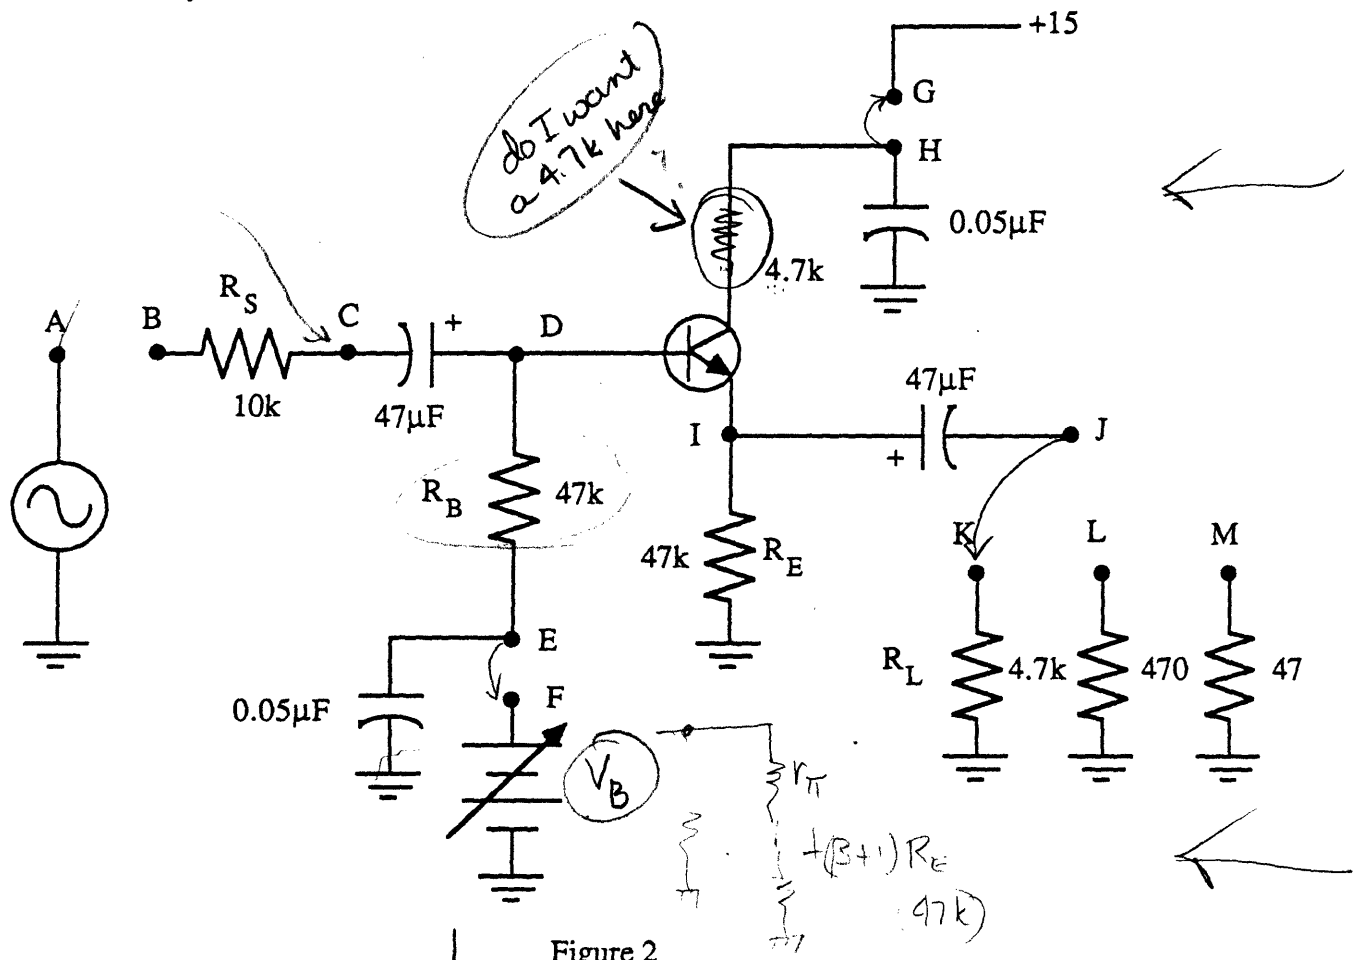 +15
G
do I want
a 4.7k here
?
H
0.05µF
4.7k
R_S
A
B
C
+
D
10k
47µF
47µF
I
+
J
R_B
47k
47k
R_E
K
L
M
E
R_L
4.7k
470
47
F
0.05µF
V_B
r_π
+(β+1) R_E
47k)
Figure 2